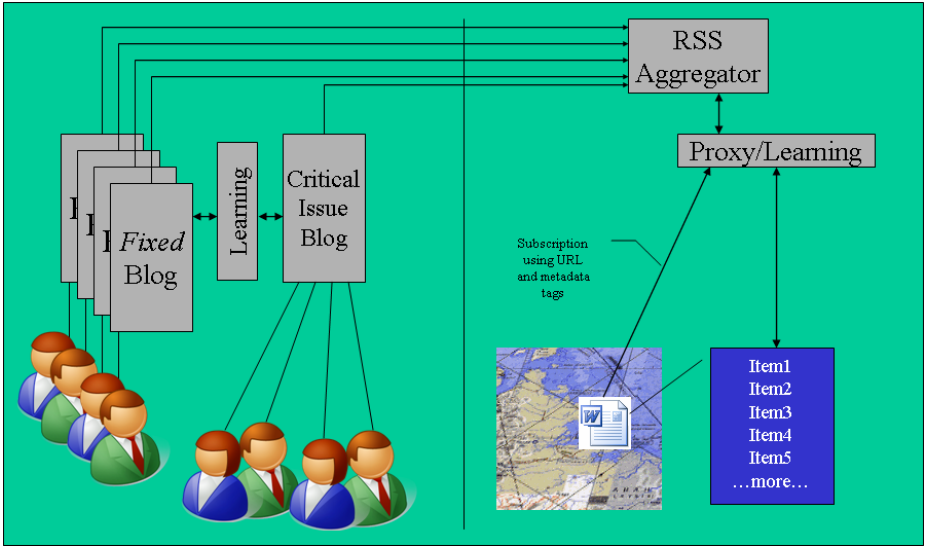 RSS
Aggregator
Proxy/Learning
Fixed
Blog
Learning
Critical
Issue
Blog
Subscription
using URL
and metadata
tags
W
Item1
Item2
Item3
Item4
Item5
…more…